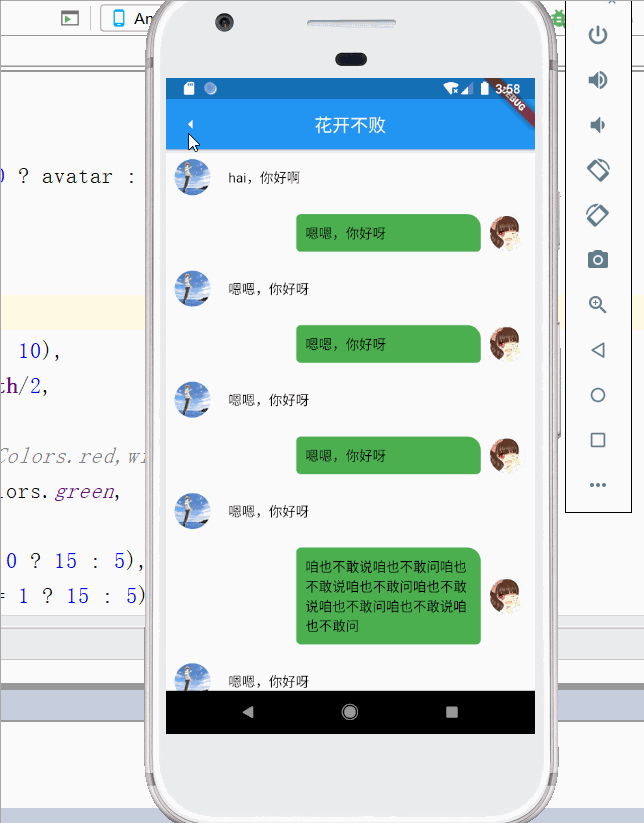 An
3:58
DEBUG
花开不败
0 ? avatar :
hai，你好啊
嗯嗯，你好呀
嗯嗯，你好呀
嗯嗯，你好呀
10),
th/2,
嗯嗯，你好呀
嗯嗯，你好呀
Colors.red,wi
lors.green,
嗯嗯，你好呀
0 ? 15 : 5),
= 1 ? 15 : 5)
咱也不敢说咱也不敢问咱也
不敢说咱也不敢问咱也不敢
说咱也不敢问咱也不敢说咱
也不敢问
嗯嗯，你好呀